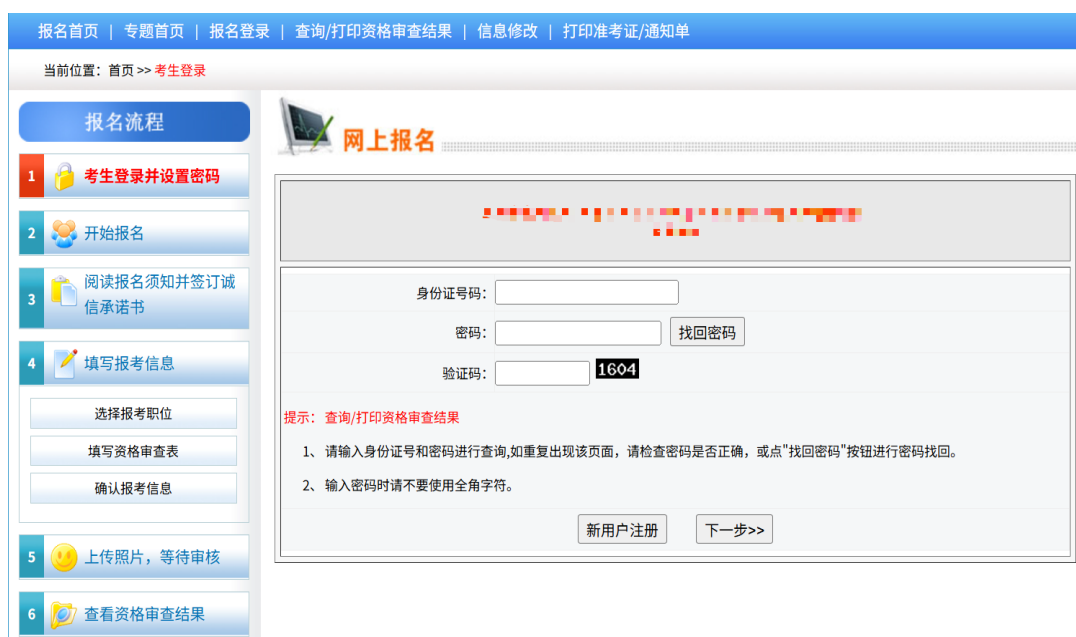 报名首页 | 专题首页 | 报名登录 | 查询/打印资格审查结果 | 信息修改 | 打印准考证/通知单
当前位置：首页>>考生登录
报名流程
1 考生登录并设置密码
2 开始报名
3 阅读报名须知并签订诚
信承诺书
4 填写报考信息
选择报考职位
填写资格审查表
确认报考信息
5 上传照片，等待审核
6 查看资格审查结果
网上报名
身份证号码：
密码： 找回密码
验证码： 1604
提示： 查询/打印资格审查结果
1、 请输入身份证号和密码进行查询,如重复出现该页面，请检查密码是否正确，或点"找回密码"按钮进行密码找回。
2、 输入密码时请不要使用全角字符。
新用户注册 下一步>>